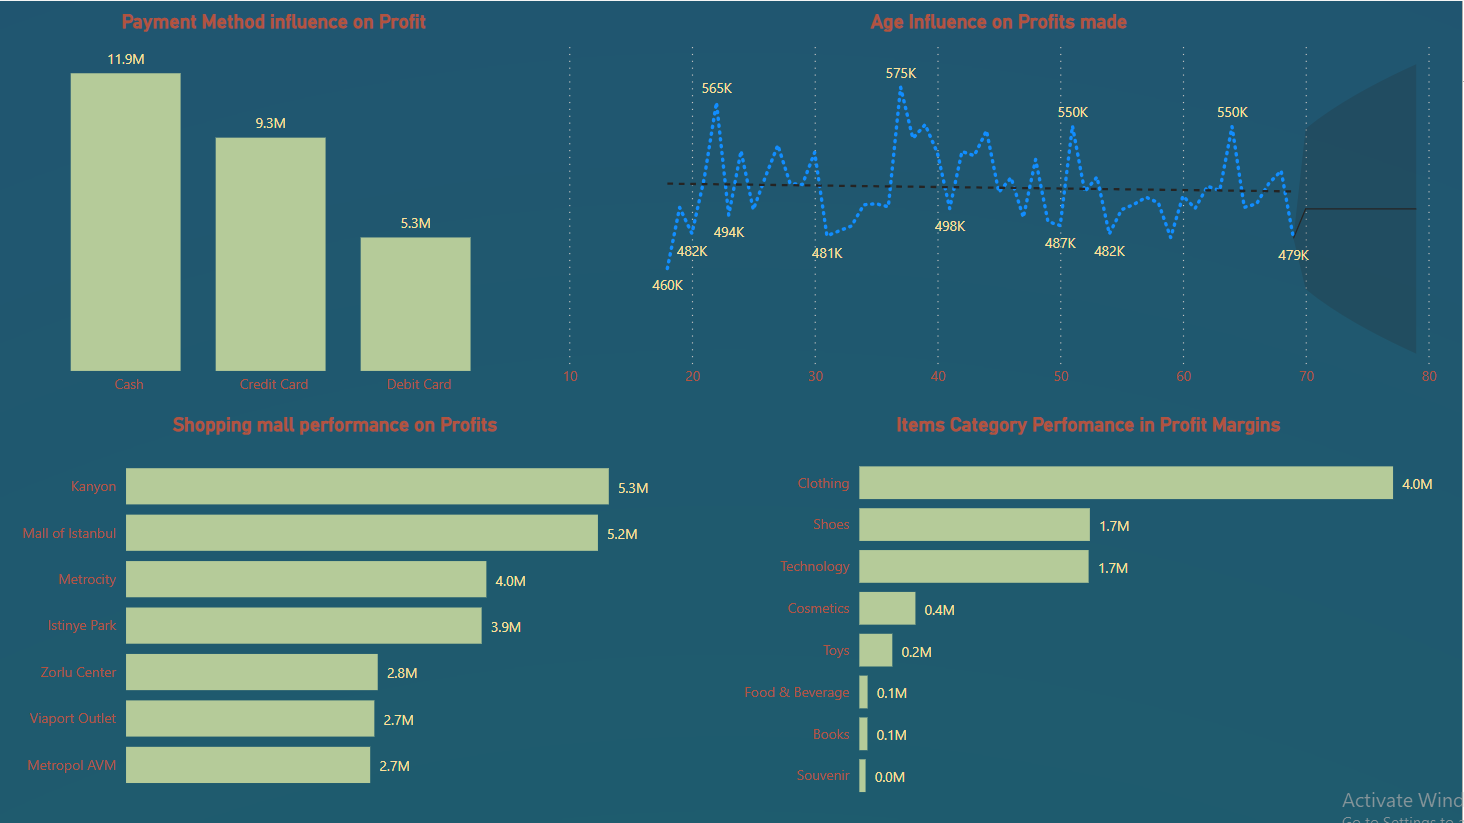 Payment Method influence on Profit
11.9M
9.3M
5.3M
Cash Credit Card Debit Card
Age Influence on Profits made
575K
565K
550K 550K
494K
498K
482K
481K
487K
482K
479K
460K
10 20 30 40 50 60 70 80
Shopping mall performance on Profits
Kanyon 5.3M
Mall of Istanbul 5.2M
Metrocity 4.0M
Istinye Park 3.9M
Zorlu Center 2.8M
Viaport Outlet 2.7M
Metropol AVM 2.7M
Items Category Perfomance in Profit Margins
Clothing 4.0M
Shoes 1.7M
Technology 1.7M
Cosmetics 0.4M
Toys 0.2M
Food & Beverage 0.1M
Books 0.1M
Souvenir 0.0M
Activate Wind
Go to Settings to a